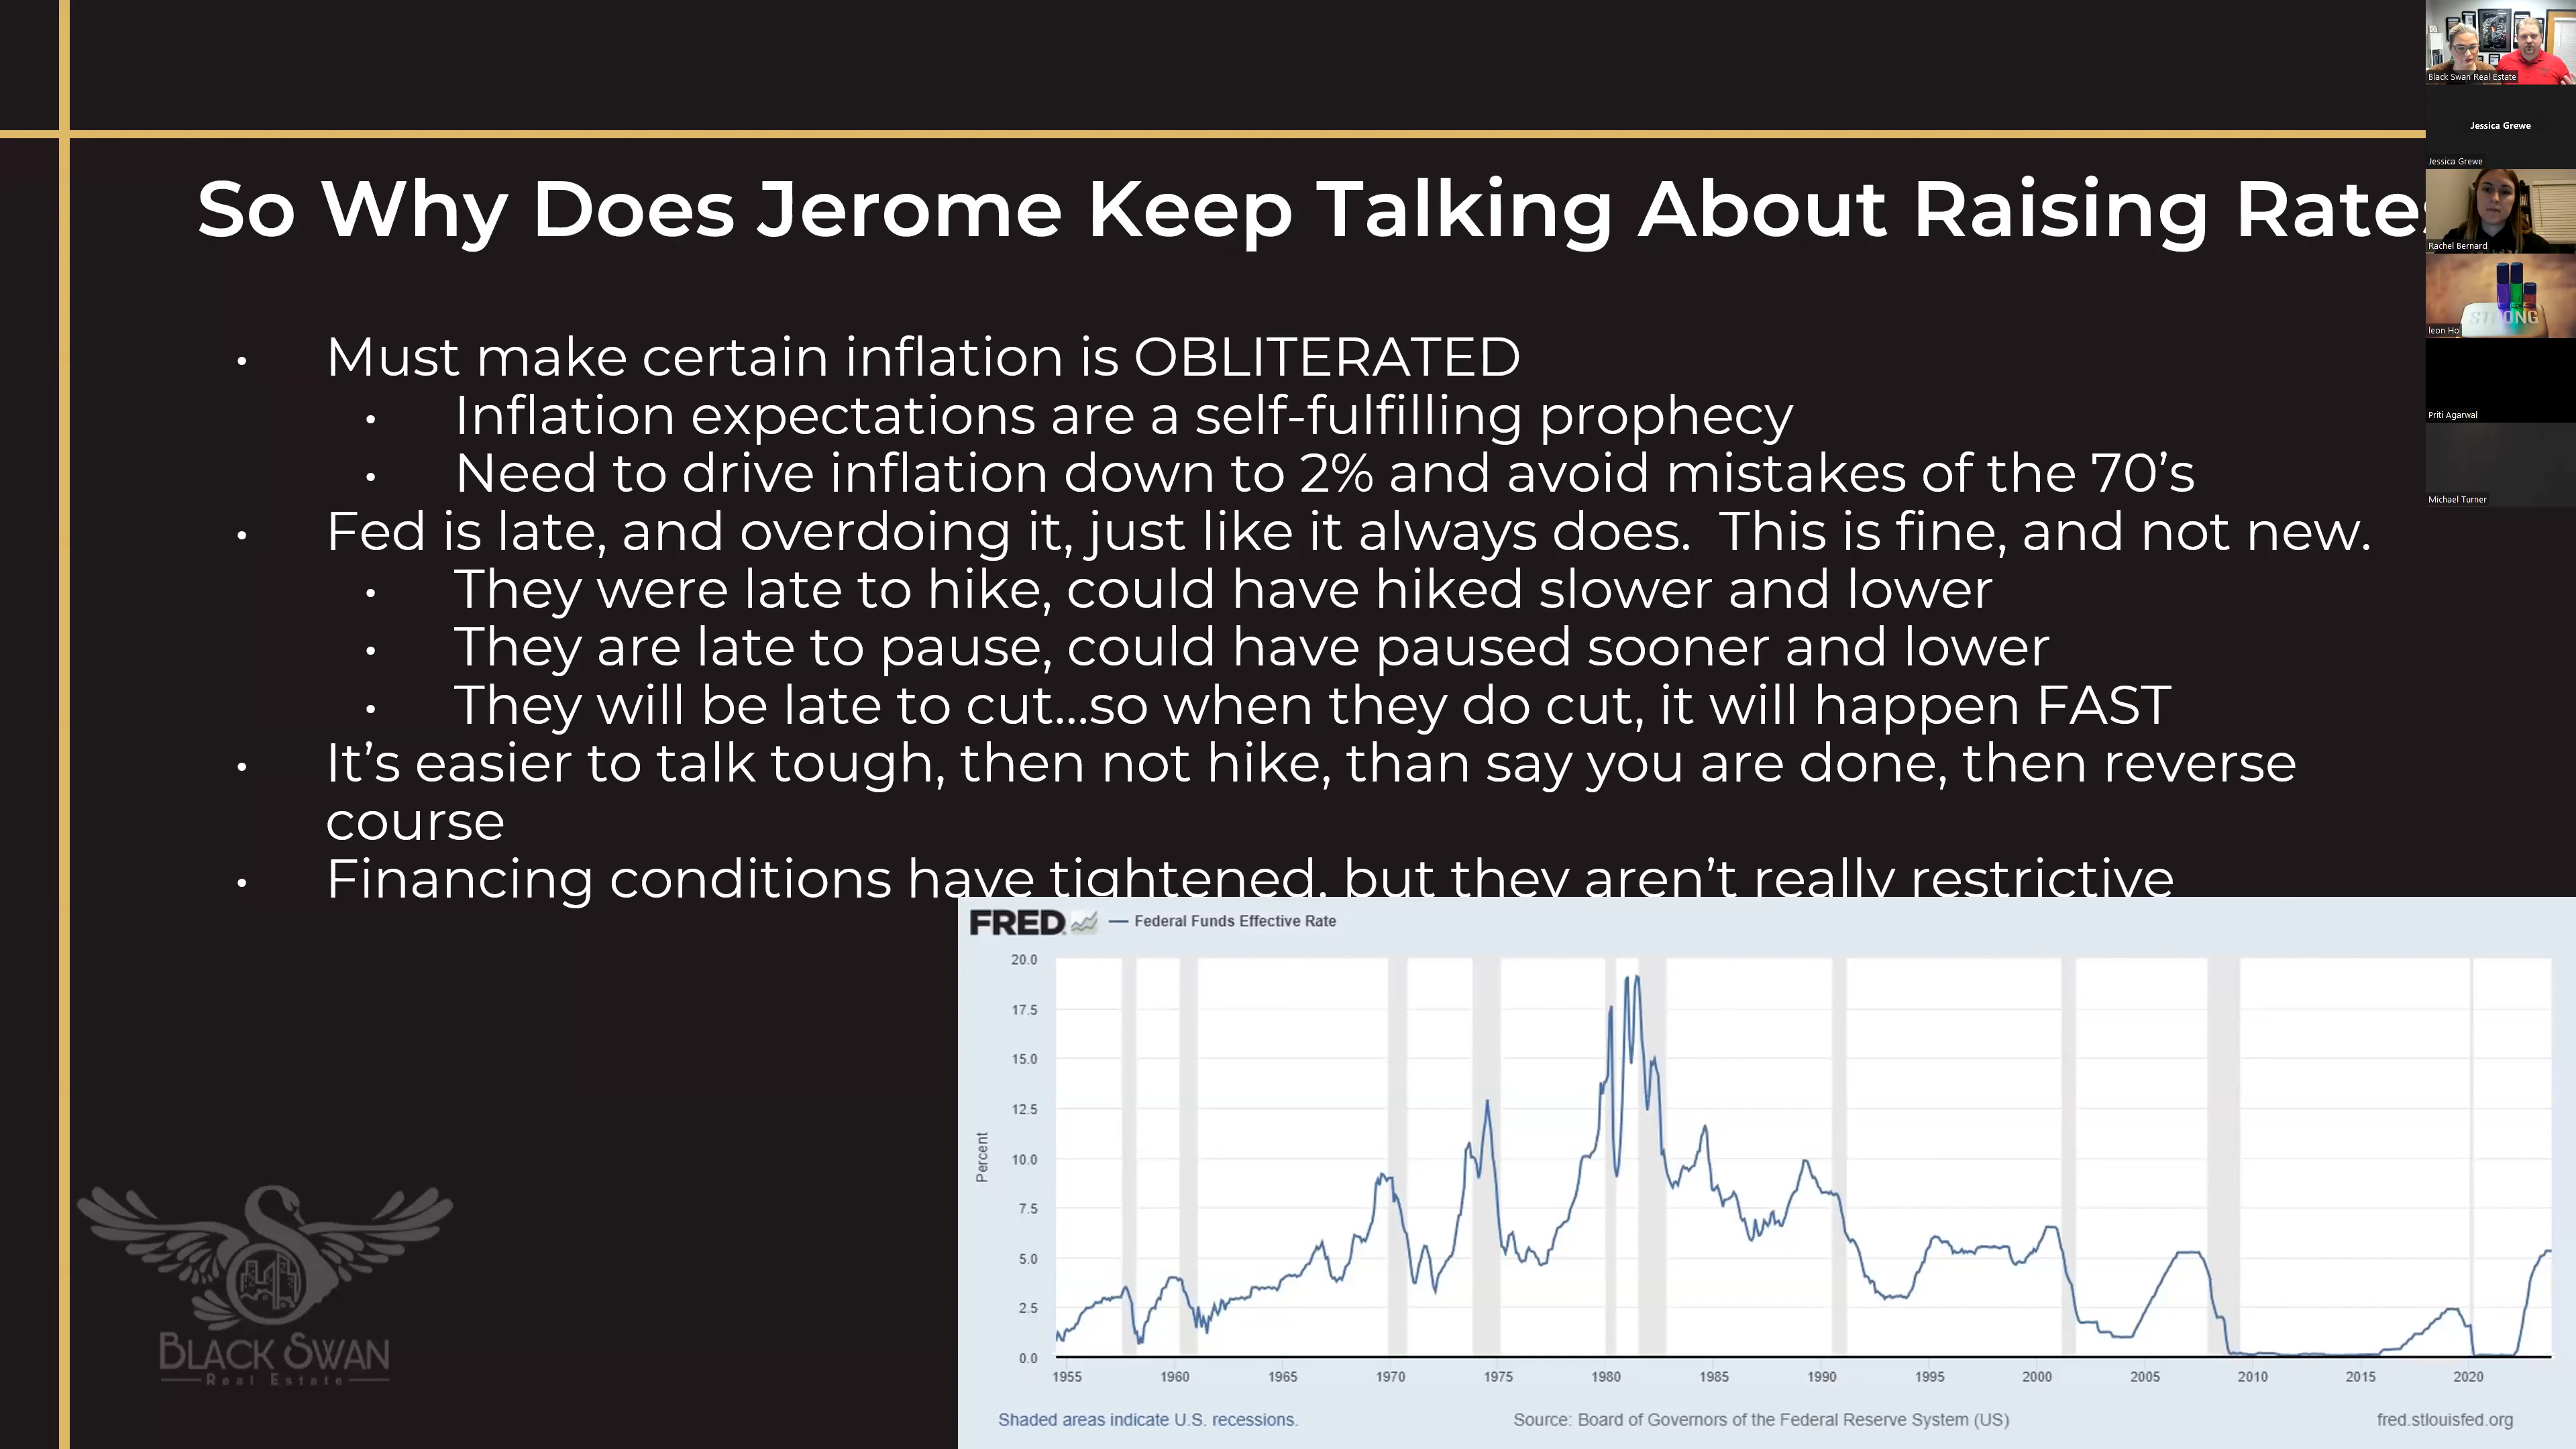 So Why Does Jerome Keep Talking About Raising Rates
• Must make certain inflation is OBLITERATED
• Inflation expectations are a self-fulfilling prophecy
• Need to drive inflation down to 2% and avoid mistakes of the 70's
• Fed is late, and overdoing it, just like it always does. This is fine, and not new.
• They were late to hike, could have hiked slower and lower
• They are late to pause, could have paused sooner and lower
• They will be late to cut...so when they do cut, it will happen FAST
• It's easier to talk tough, then not hike, than say you are done, then reverse
course
• Financing conditions have tightened, but they aren't really restrictive
FRED Federal Funds Effective Rate
Percent
20.0
17.5
15.0
12.5
10.0
7.5
5.0
2.5
0.0
1955 1960 1965 1970 1975 1980 1985 1990 1995 2000 2005 2010 2015 2020
Shaded areas indicate U.S. recessions. Source: Board of Governors of the Federal Reserve System (US) fred.stlouisfed.org
BLACK SWAN
Real Estate
Black Swan Real Estate
Jessica Grewe
Jessica Grewe
Rachel Bernard
STRONG
leon Ho
Priti Agarwal
Michael Turner